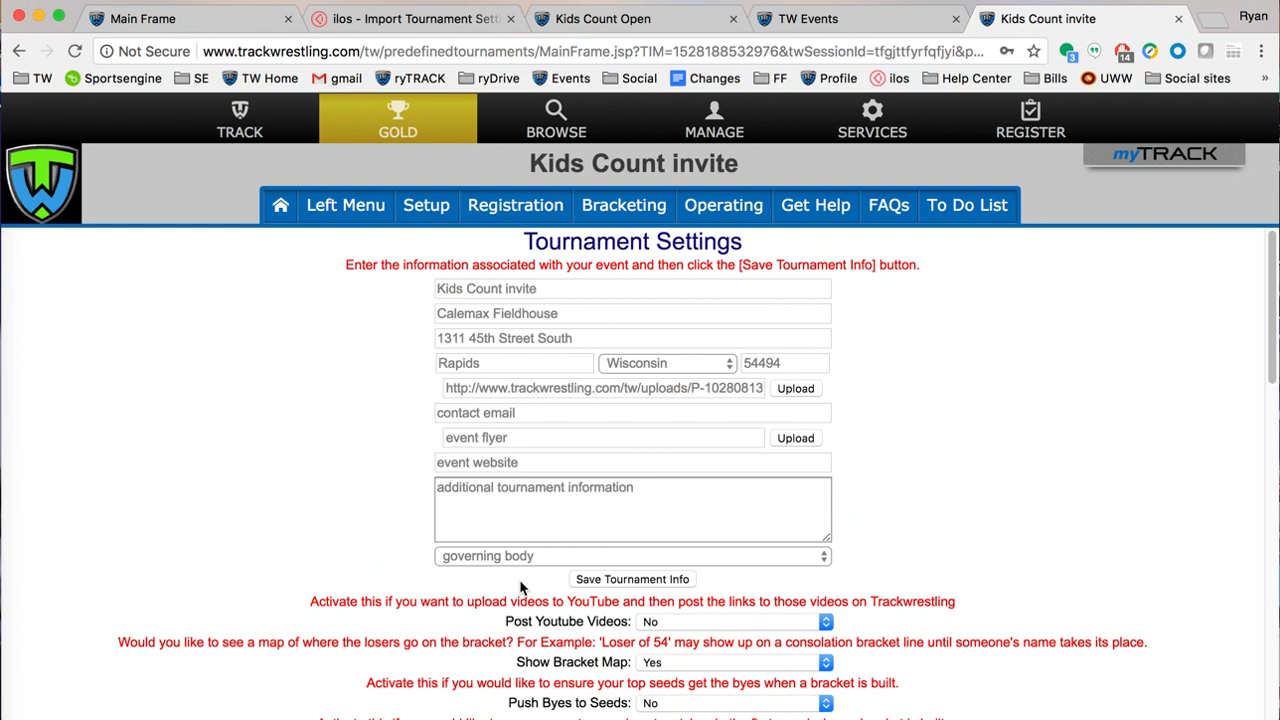 Main Frame
ilos - Import Tournament Setti
Kids Count Open
TW Events
Kids Count invite
Ryan
Not Secure www.trackwrestling.com/tw/predefinedtournaments/MainFrame.jsp?TIM=1528188532976&twSessionId=tfgjttfyrfqfjyi&p...
3
14
TW Sportsengine SE TW Home gmail ryTRACK ryDrive Events Social Changes FF Profile ilos Help Center Bills UWW Social sites »
TRACK GOLD BROWSE MANAGE SERVICES REGISTER
Kids Count invite
myTRACK
Left Menu Setup Registration Bracketing Operating Get Help FAQs To Do List
Tournament Settings
Enter the information associated with your event and then click the [Save Tournament Info] button.
Kids Count invite
Calemax Fieldhouse
1311 45th Street South
Rapids Wisconsin 54494
http://www.trackwrestling.com/tw/uploads/P-10280813 Upload
contact email
event flyer Upload
event website
additional tournament information
governing body
Save Tournament Info
Activate this if you want to upload videos to YouTube and then post the links to those videos on Trackwrestling
Post Youtube Videos: No
Would you like to see a map of where the losers go on the bracket? For Example: 'Loser of 54' may show up on a consolation bracket line until someone's name takes its place.
Show Bracket Map: Yes
Activate this if you would like to ensure your top seeds get the byes when a bracket is built.
Push Byes to Seeds: No